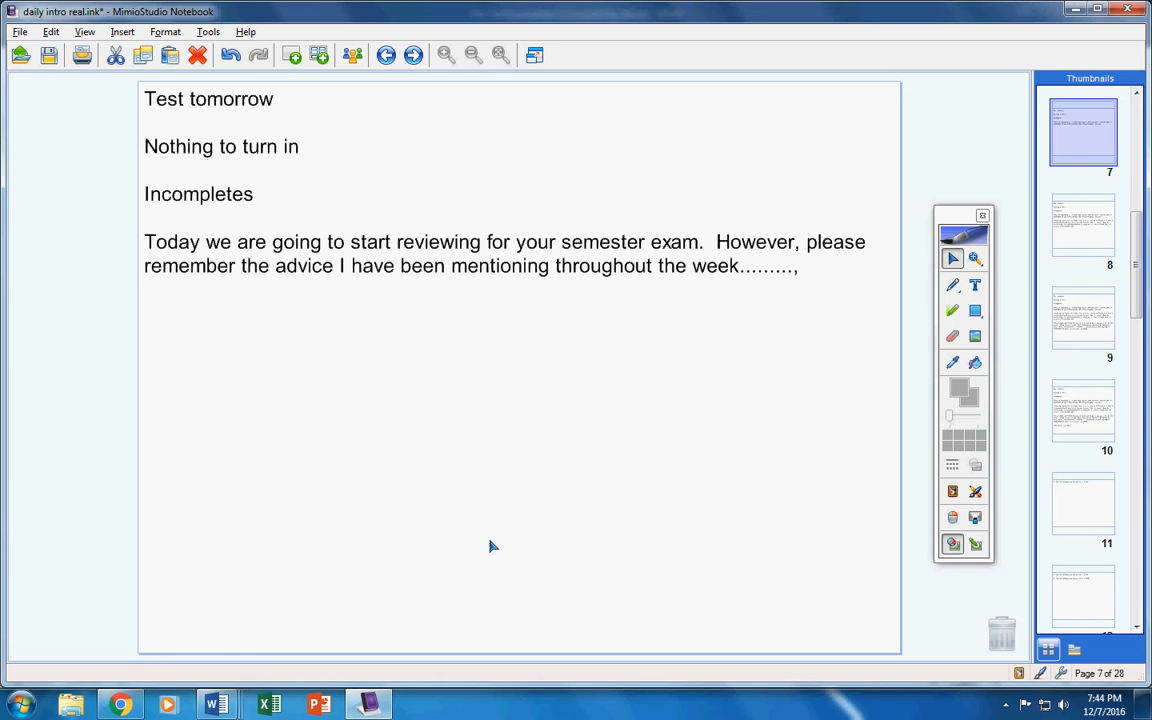 daily intro real.ink* - MimioStudio Notebook
File Edit View Insert Format Tools Help
Test tomorrow
Nothing to turn in
Incompletes
Today we are going to start reviewing for your semester exam.  However, please
remember the advice I have been mentioning throughout the week.........,
Thumbnails
7
8
9
10
11
Page 7 of 28
7:44 PM
12/7/2016